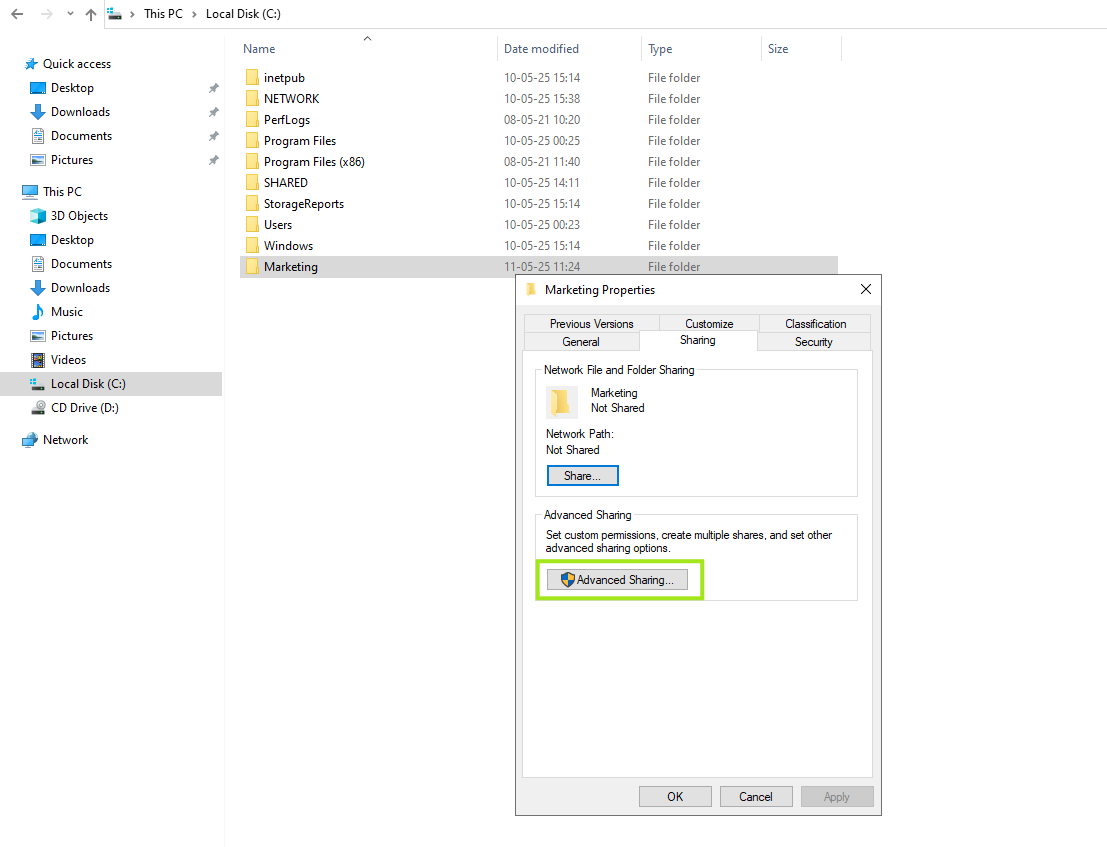 This PC > Local Disk (C:)
Name Date modified Type Size
Quick access
Desktop
Downloads
Documents
Pictures
This PC
3D Objects
Desktop
Documents
Downloads
Music
Pictures
Videos
Local Disk (C:)
CD Drive (D:)
Network
inetpub 10-05-25 15:14 File folder
NETWORK 10-05-25 15:38 File folder
PerfLogs 08-05-21 10:20 File folder
Program Files 10-05-25 00:25 File folder
Program Files (x86) 08-05-21 11:40 File folder
SHARED 10-05-25 14:11 File folder
StorageReports 10-05-25 15:14 File folder
Users 10-05-25 00:23 File folder
Windows 10-05-25 15:14 File folder
Marketing 11-05-25 11:24 File folder
Marketing Properties
Previous Versions Customize Classification
General Sharing Security
Network File and Folder Sharing
Marketing
Not Shared
Network Path:
Not Shared
Share...
Advanced Sharing
Set custom permissions, create multiple shares, and set other
advanced sharing options.
Advanced Sharing...
OK Cancel Apply